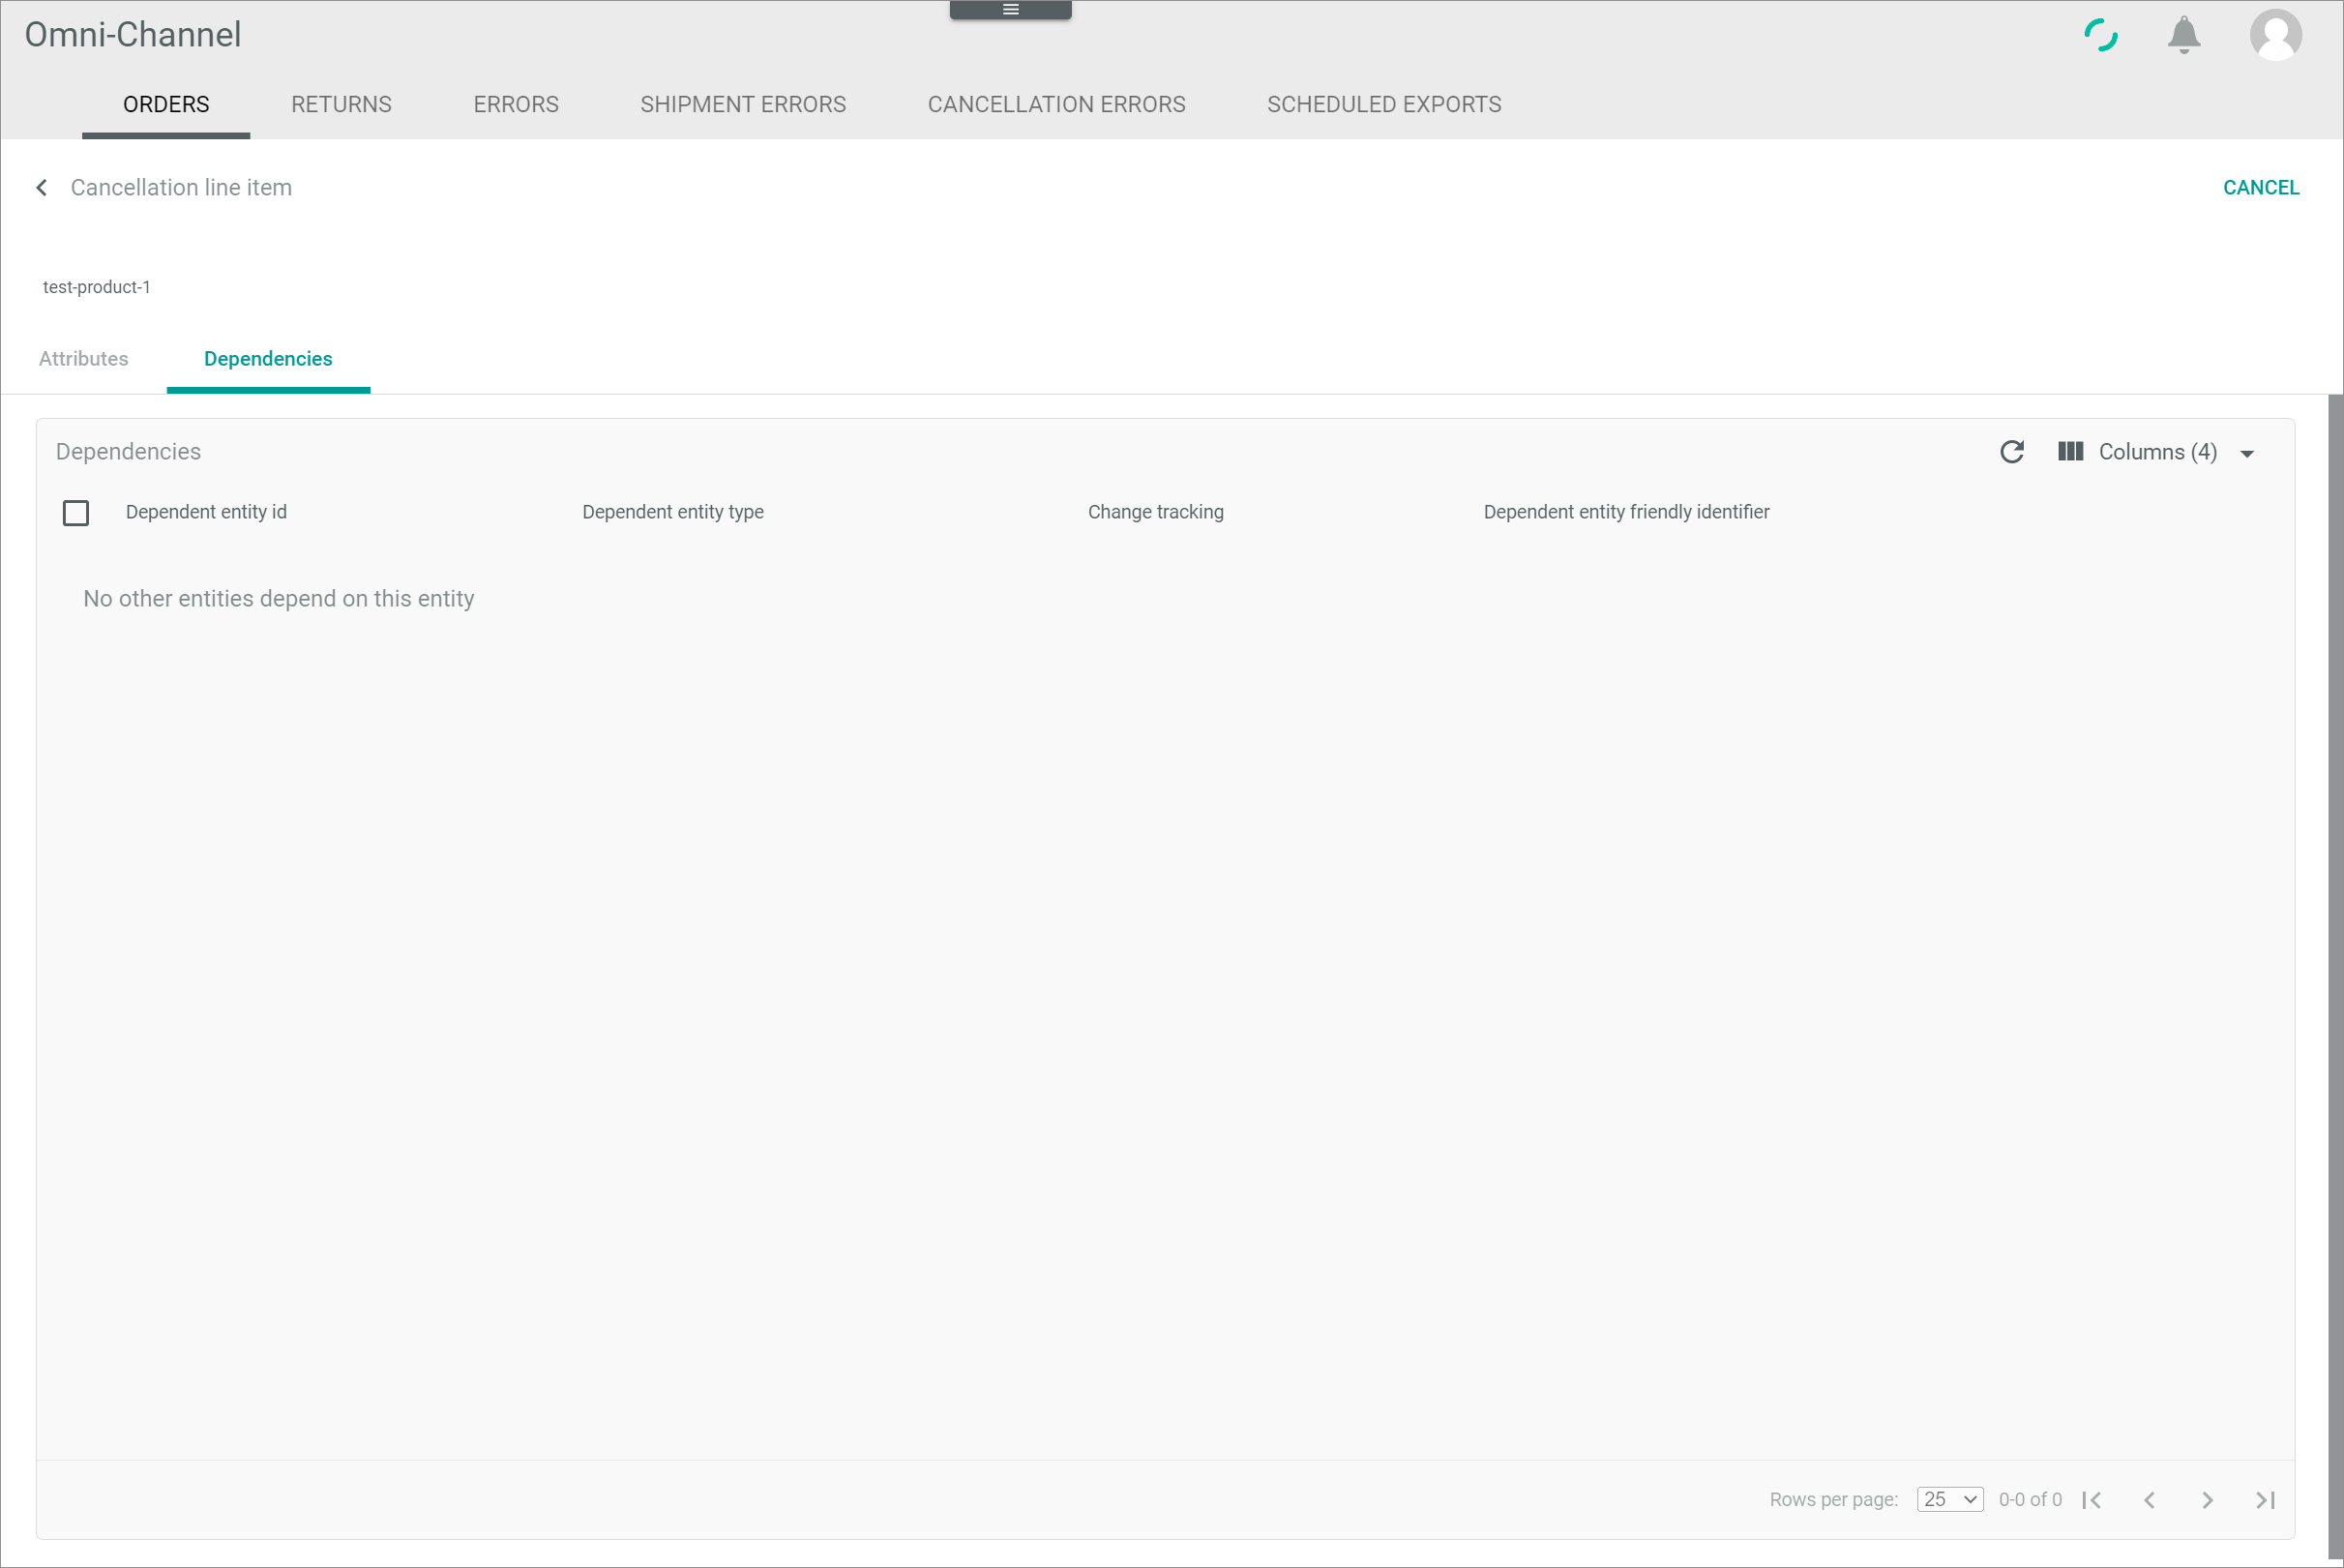 Omni-Channel
ORDERS RETURNS ERRORS SHIPMENT ERRORS CANCELLATION ERRORS SCHEDULED EXPORTS
Cancellation line item CANCEL
test-product-1
Attributes Dependencies
Dependencies Columns (4)
Dependent entity id Dependent entity type Change tracking Dependent entity friendly identifier
No other entities depend on this entity
Rows per page: 25 0-0 of 0